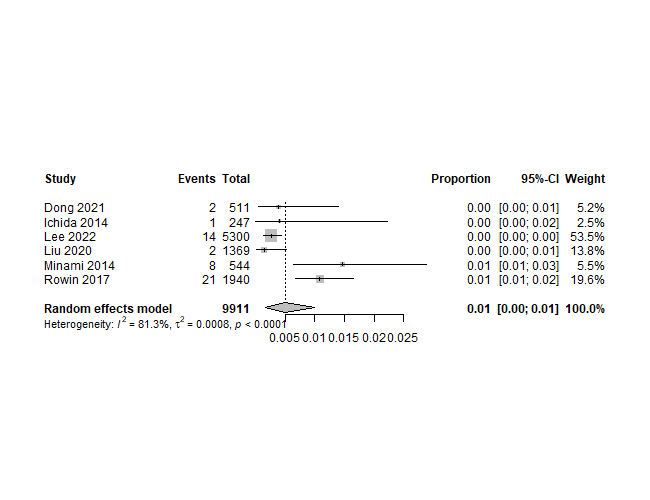 Study Events Total Proportion 95%-CI Weight
Dong 2021 2 511 0.00 [0.00; 0.01] 5.2%
Ichida 2014 1 247 0.00 [0.00; 0.02] 2.5%
Lee 2022 14 5300 0.00 [0.00; 0.00] 53.5%
Liu 2020 2 1369 0.00 [0.00; 0.01] 13.8%
Minami 2014 8 544 0.01 [0.01; 0.03] 5.5%
Rowin 2017 21 1940 0.01 [0.01; 0.02] 19.6%
Random effects model 9911 0.01 [0.00; 0.01] 100.0%
Heterogeneity: I² = 81.3%, τ² = 0.0008, p < 0.0001
0.005 0.01 0.015 0.02 0.025